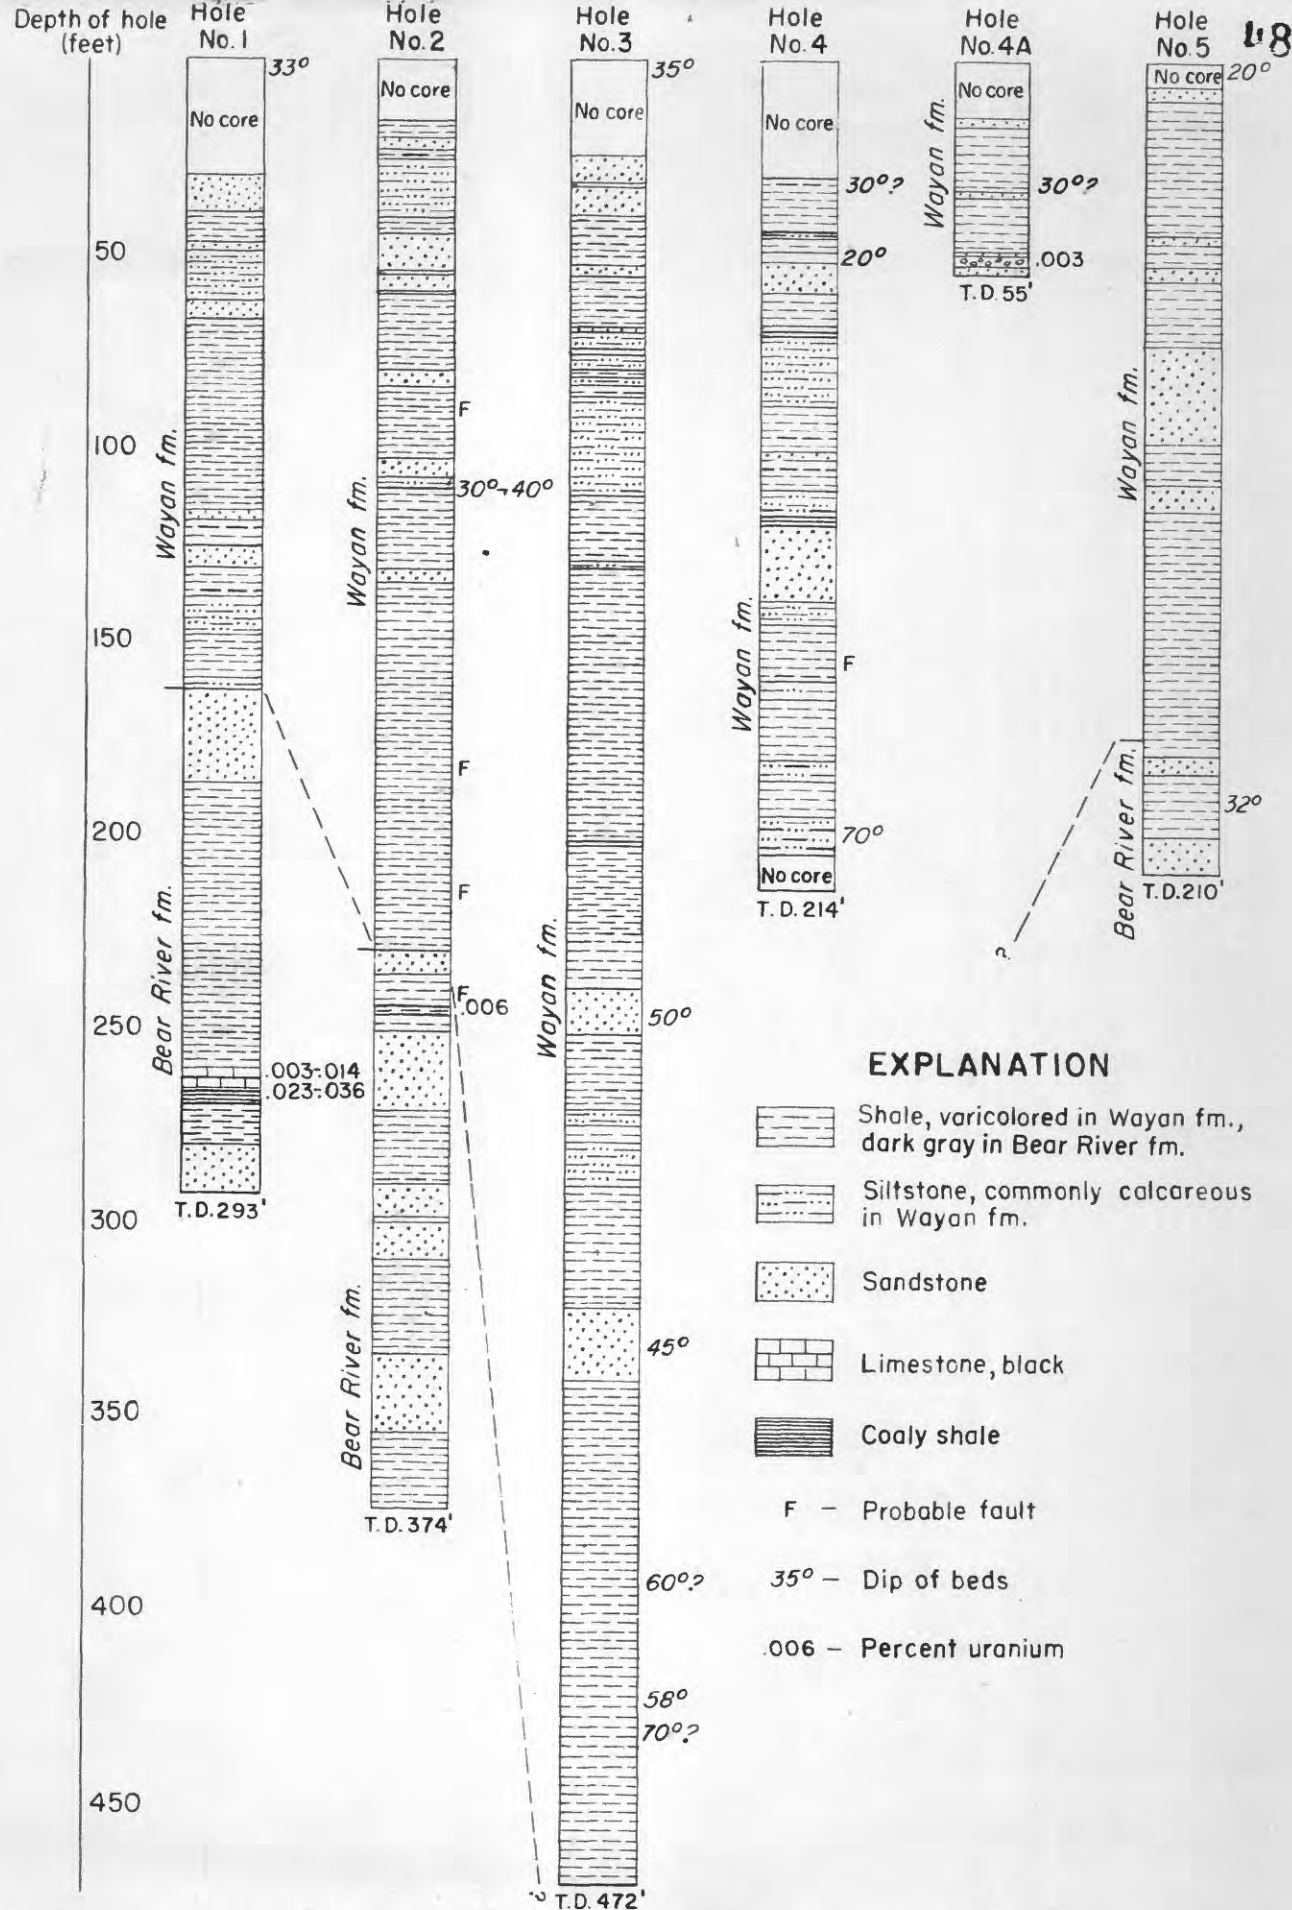 Depth of hole
(feet)
Hole
No. 1
Hole
No. 2
Hole
No. 3
Hole
No. 4
Hole
No. 4A
Hole
No. 5
48
33°
No core
No core
35°
No core
No core
No core
No core
20°
30°?
20°
30°?
.003
T.D. 55'
50
100
150
200
250
300
350
400
450
Wayan fm.
Bear River fm.
.003-.014
.023-.036
T.D. 293'
Wayan fm.
F
30°-40°
F
F
F
.006
Bear River fm.
T.D. 374'
Wayan fm.
50°
45°
60°?
58°
70°?
?
T.D. 472'
Wayan fm.
F
70°
No core
T.D. 214'
Wayan fm.
Wayan fm.
Bear River fm.
32°
T.D. 210'
?
EXPLANATION
Shale, varicolored in Wayan fm.,
dark gray in Bear River fm.
Siltstone, commonly calcareous
in Wayan fm.
Sandstone
Limestone, black
Coaly shale
F – Probable fault
35° – Dip of beds
.006 – Percent uranium